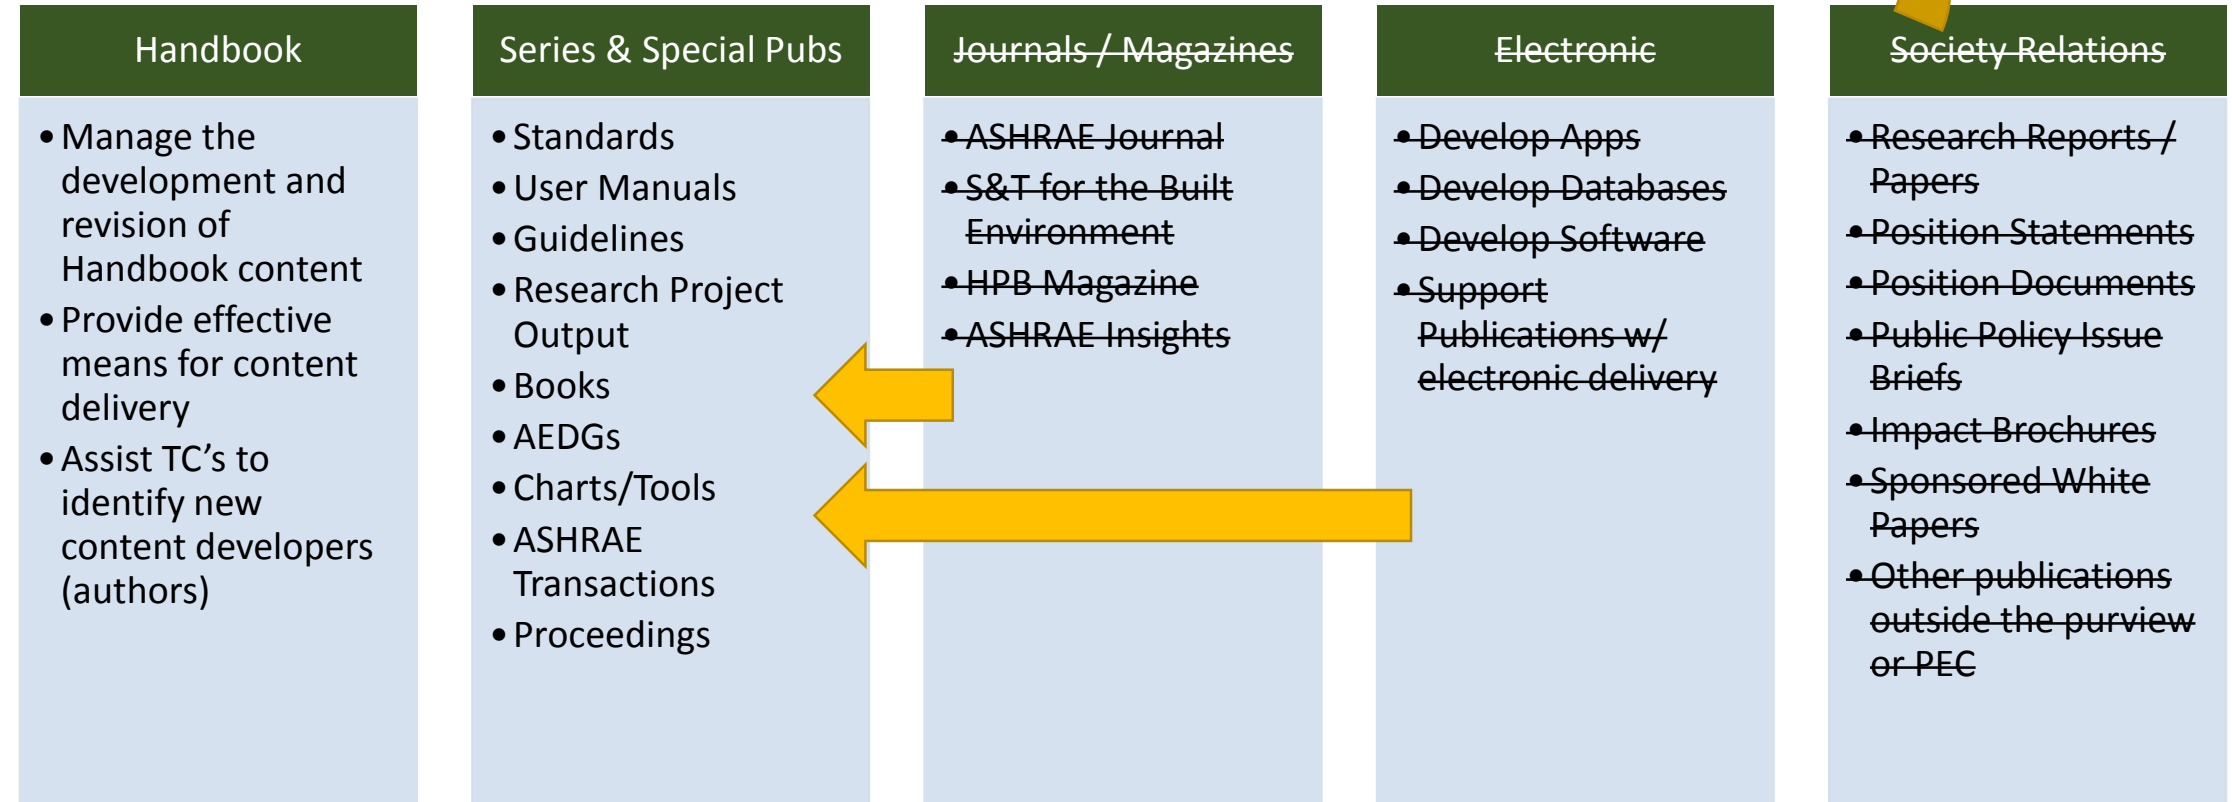 Handbook
• Manage the
development and
revision of
Handbook content
• Provide effective
means for content
delivery
• Assist TC’s to
identify new
content developers
(authors)
Series & Special Pubs
• Standards
• User Manuals
• Guidelines
• Research Project
Output
• Books
• AEDGs
• Charts/Tools
• ASHRAE
Transactions
• Proceedings
Journals / Magazines
• ASHRAE Journal
• S&T for the Built
Environment
• HPB Magazine
• ASHRAE Insights
Electronic
• Develop Apps
• Develop Databases
• Develop Software
• Support
Publications w/
electronic delivery
Society Relations
• Research Reports /
Papers
• Position Statements
• Position Documents
• Public Policy Issue
Briefs
• Impact Brochures
• Sponsored White
Papers
• Other publications
outside the purview
or PEC